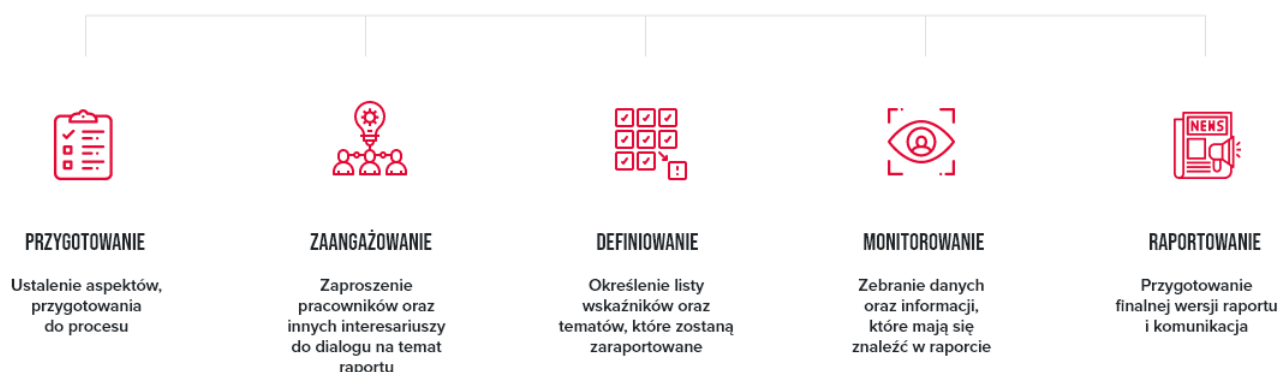 NEWS
PRZYGOTOWANIE
Ustalenie aspektów,
przygotowania
do procesu
ZAANGAŻOWANIE
Zaproszenie
pracowników oraz
innych interesariuszy
do dialogu na temat
raportu
DEFINIOWANIE
Określenie listy
wskaźników oraz
tematów, które zostaną
zaraportowane
MONITOROWANIE
Zebranie danych
oraz informacji,
które mają się
znaleźć w raporcie
RAPORTOWANIE
Przygotowanie
finalnej wersji raportu
i komunikacja